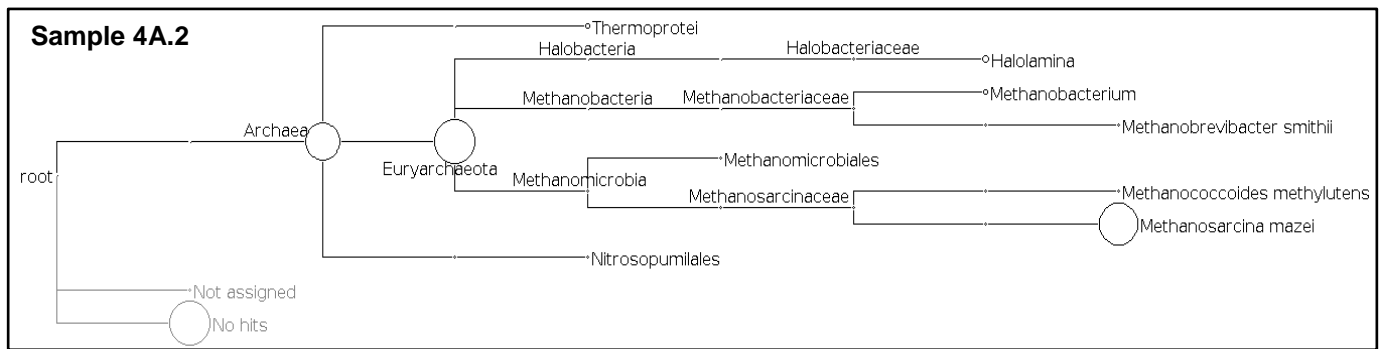 Sample 4A.2
Thermoprotei
Halobacteria
Halobacteriaceae
Halolamina
Methanobacteria
Methanobacteriaceae
Methanobacterium
Methanobrevibacter smithii
Archaea
Euryarchaeota
Methanomicrobiales
root
Methanomicrobia
Methanosarcinaceae
Methanococcoides methylutens
Methanosarcina mazei
Nitrosopumilales
Not assigned
No hits